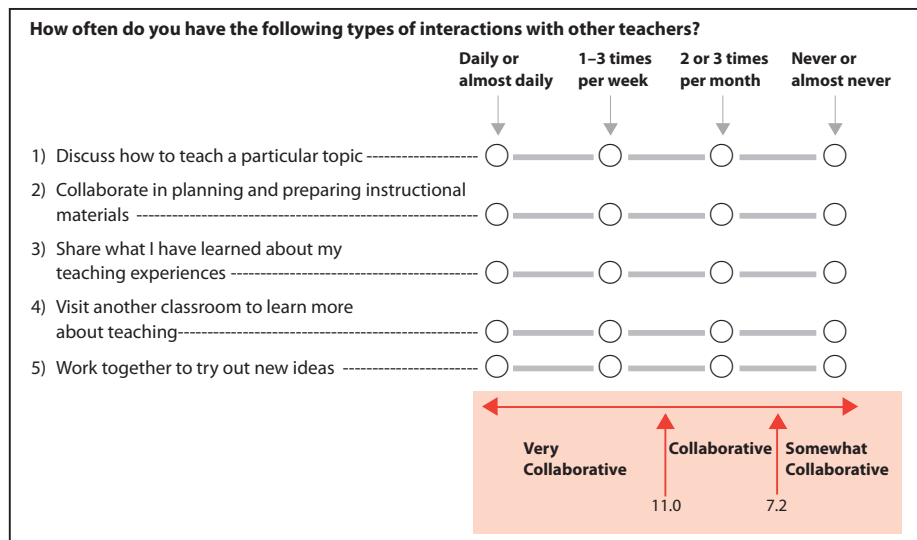 How often do you have the following types of interactions with other teachers?
Daily or 1–3 times 2 or 3 times Never or
almost daily per week per month almost never
1) Discuss how to teach a particular topic
2) Collaborate in planning and preparing instructional
materials
3) Share what I have learned about my
teaching experiences
4) Visit another classroom to learn more
about teaching
5) Work together to try out new ideas
Very Collaborative Somewhat
Collaborative Collaborative
11.0 7.2